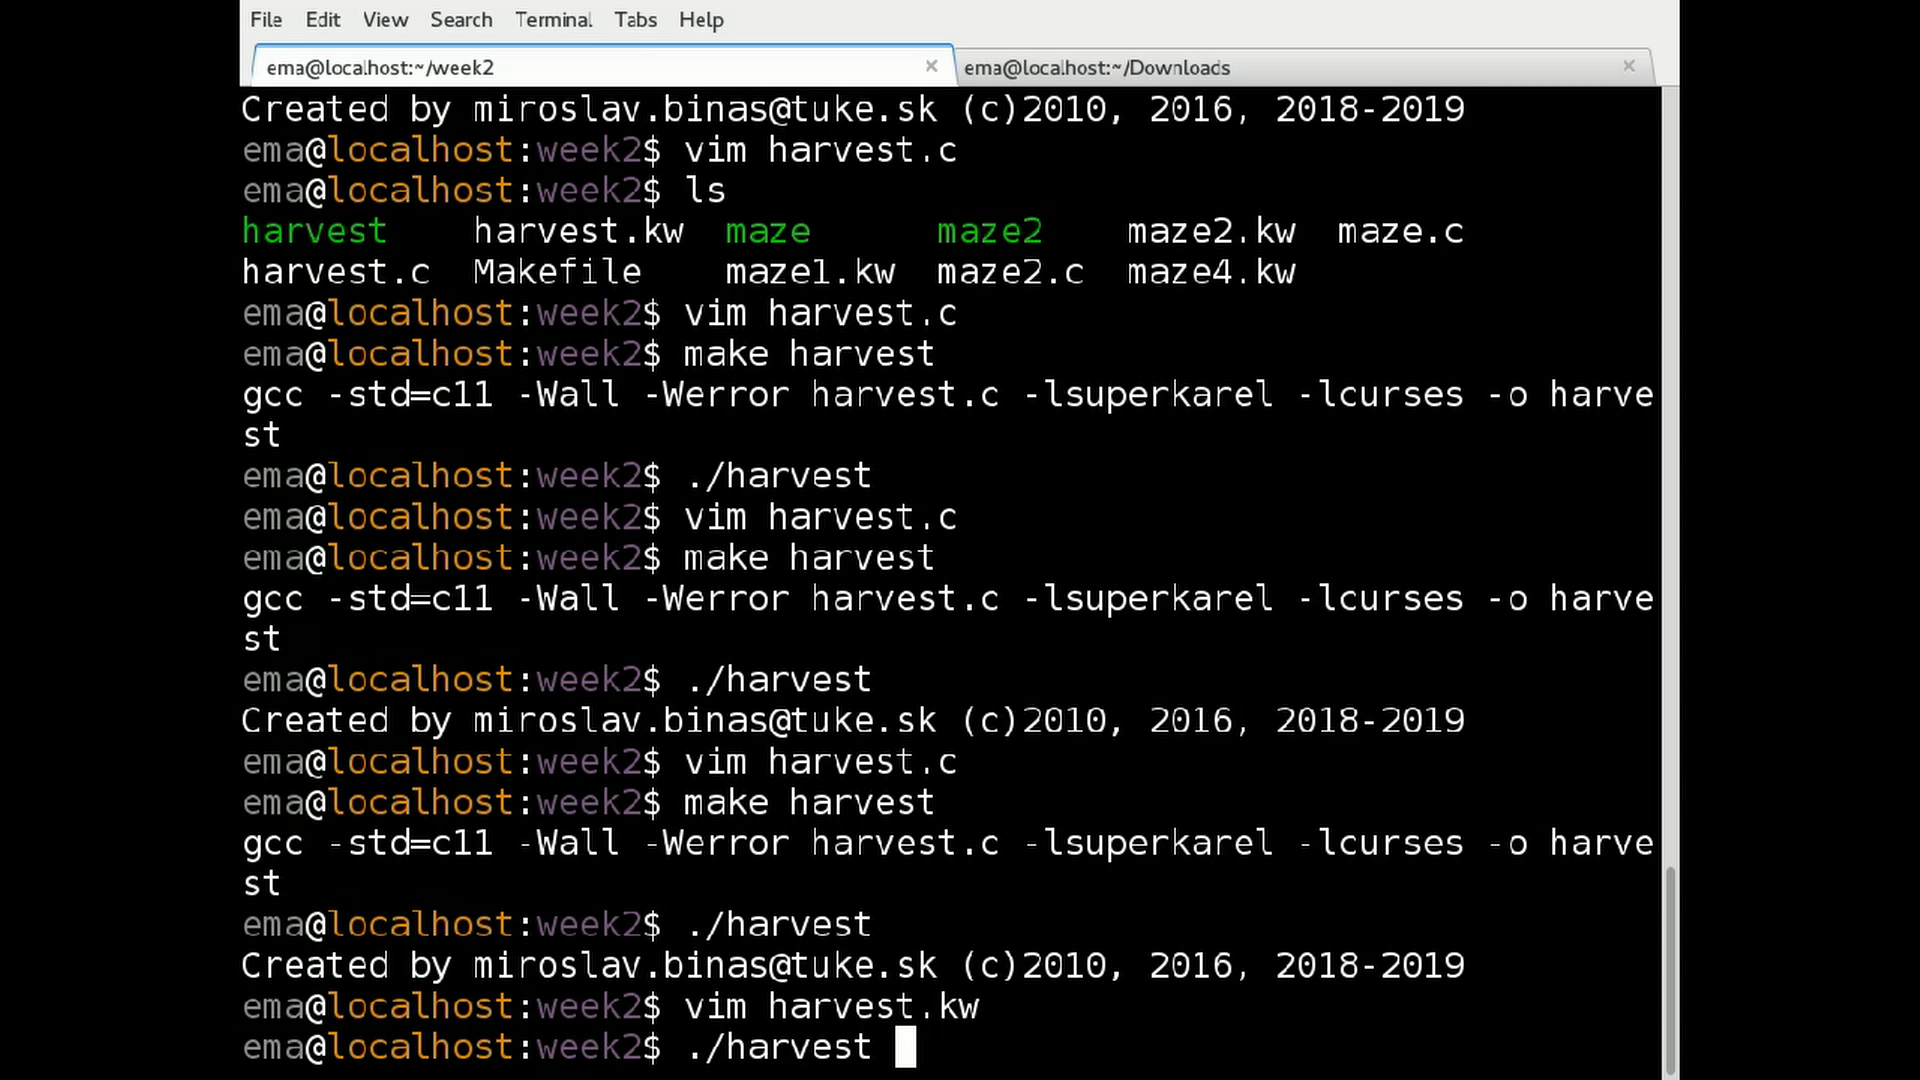 File Edit View Search Terminal Tabs Help
ema@localhost:~/week2 × ema@localhost:~/Downloads ×
Created by miroslav.binas@tuke.sk (c)2010, 2016, 2018-2019
ema@localhost:week2$ vim harvest.c
ema@localhost:week2$ ls
harvest harvest.kw maze maze2 maze2.kw maze.c
harvest.c Makefile maze1.kw maze2.c maze4.kw
ema@localhost:week2$ vim harvest.c
ema@localhost:week2$ make harvest
gcc -std=c11 -Wall -Werror harvest.c -lsuperkarel -lcurses -o harve
st
ema@localhost:week2$ ./harvest
ema@localhost:week2$ vim harvest.c
ema@localhost:week2$ make harvest
gcc -std=c11 -Wall -Werror harvest.c -lsuperkarel -lcurses -o harve
st
ema@localhost:week2$ ./harvest
Created by miroslav.binas@tuke.sk (c)2010, 2016, 2018-2019
ema@localhost:week2$ vim harvest.c
ema@localhost:week2$ make harvest
gcc -std=c11 -Wall -Werror harvest.c -lsuperkarel -lcurses -o harve
st
ema@localhost:week2$ ./harvest
Created by miroslav.binas@tuke.sk (c)2010, 2016, 2018-2019
ema@localhost:week2$ vim harvest.kw
ema@localhost:week2$ ./harvest